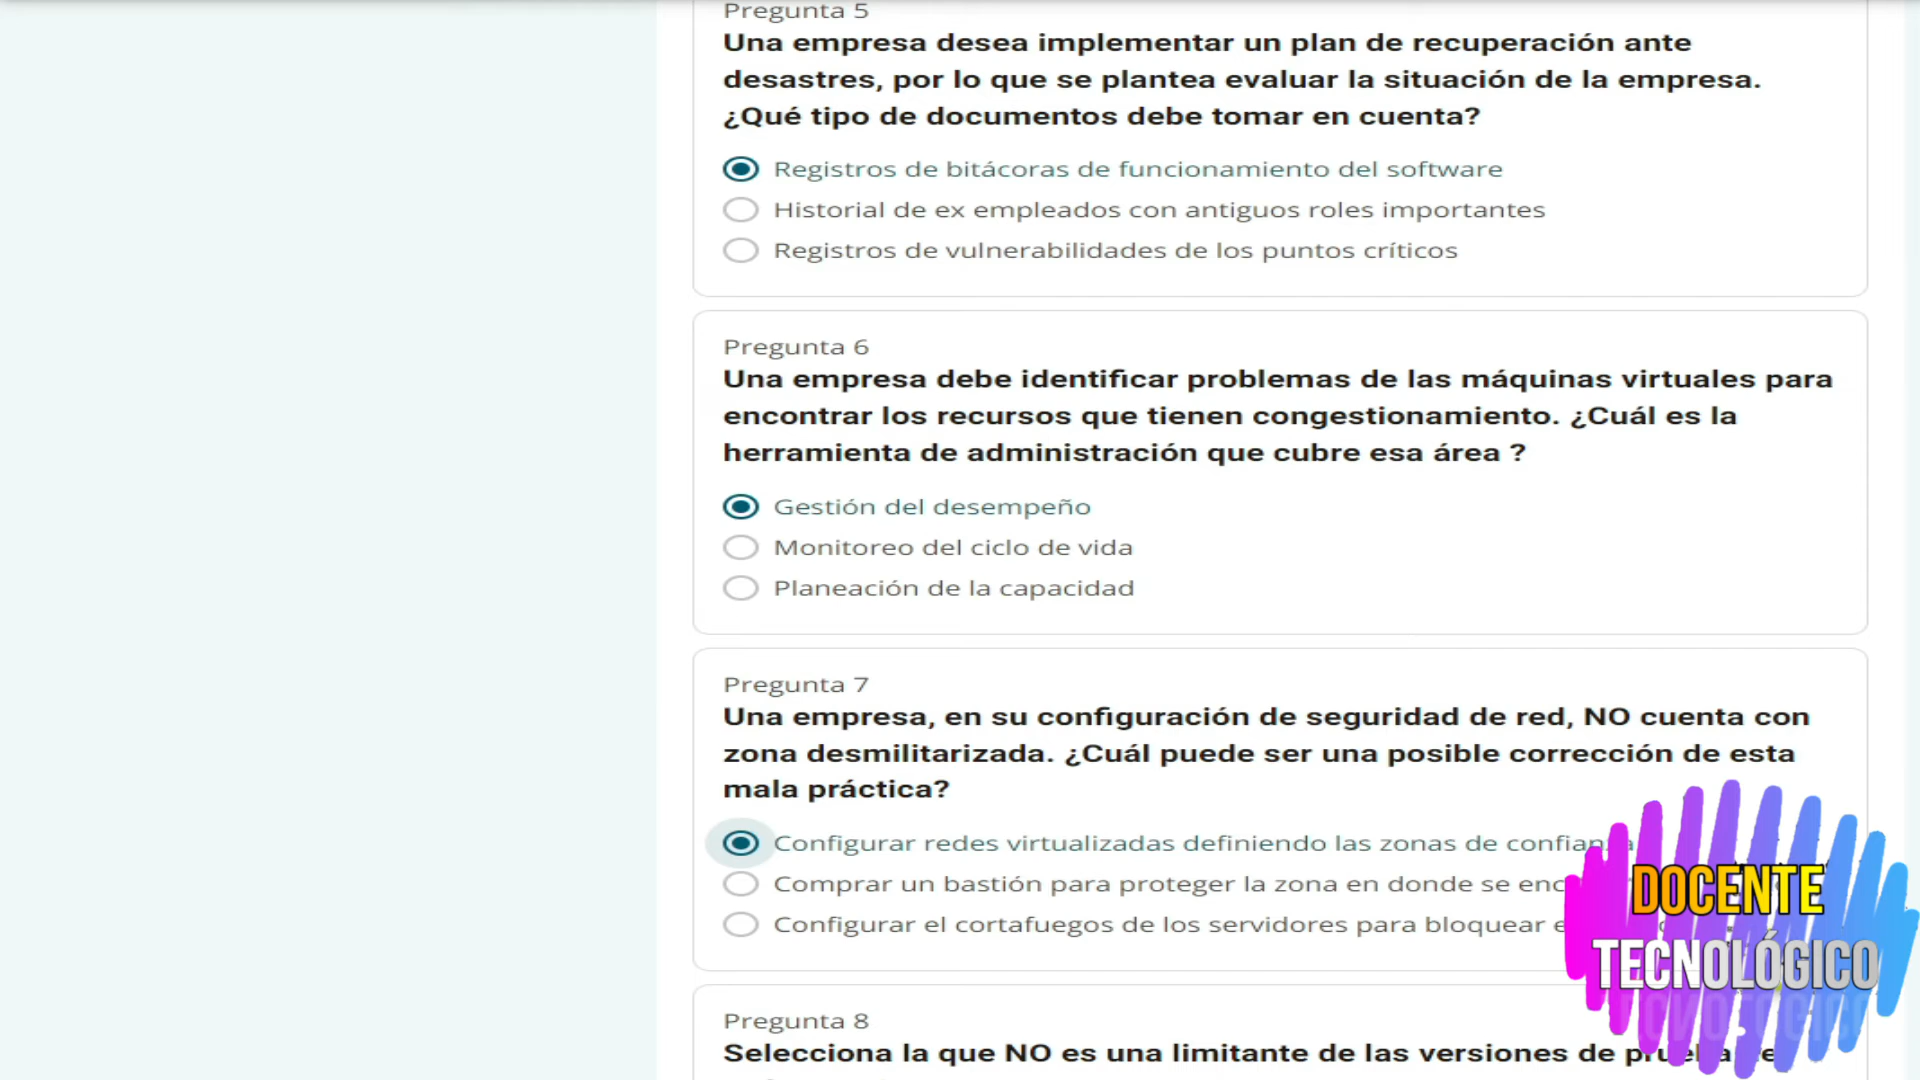 Pregunta 5
Una empresa desea implementar un plan de recuperación ante
desastres, por lo que se plantea evaluar la situación de la empresa.
¿Qué tipo de documentos debe tomar en cuenta?
Registros de bitácoras de funcionamiento del software
Historial de ex empleados con antiguos roles importantes
Registros de vulnerabilidades de los puntos críticos
Pregunta 6
Una empresa debe identificar problemas de las máquinas virtuales para
encontrar los recursos que tienen congestionamiento. ¿Cuál es la
herramienta de administración que cubre esa área ?
Gestión del desempeño
Monitoreo del ciclo de vida
Planeación de la capacidad
Pregunta 7
Una empresa, en su configuración de seguridad de red, NO cuenta con
zona desmilitarizada. ¿Cuál puede ser una posible corrección de esta
mala práctica?
Configurar redes virtualizadas definiendo las zonas de confianza
Comprar un bastión para proteger la zona en donde se
Configurar el cortafuegos de los servidores para bloquear
DOCENTE
TECNOLÓGICO
Pregunta 8
Selecciona la que NO es una limitante de las versiones de